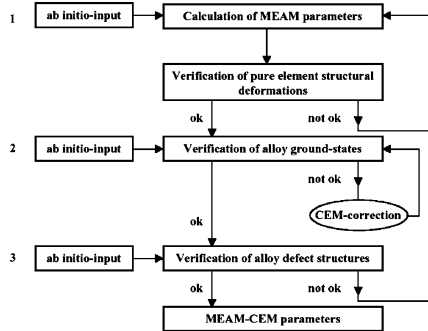 1
ab initio-input
Calculation of MEAM parameters
Verification of pure element structural
deformations
ok
not ok
2
ab initio-input
Verification of alloy ground-states
not ok
CEM-correction
ok
3
ab initio-input
Verification of alloy defect structures
ok
not ok
MEAM-CEM parameters